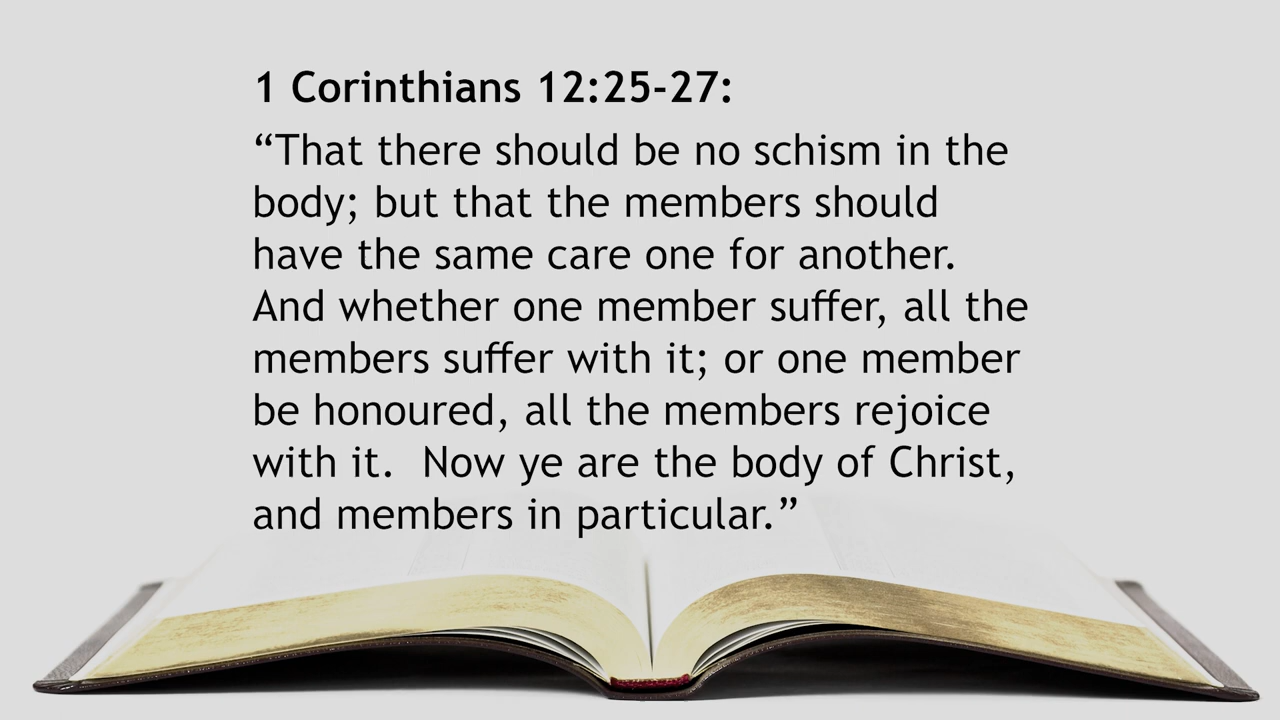 1 Corinthians 12:25-27:
“That there should be no schism in the
body; but that the members should
have the same care one for another.
And whether one member suffer, all the
members suffer with it; or one member
be honoured, all the members rejoice
with it.  Now ye are the body of Christ,
and members in particular.”